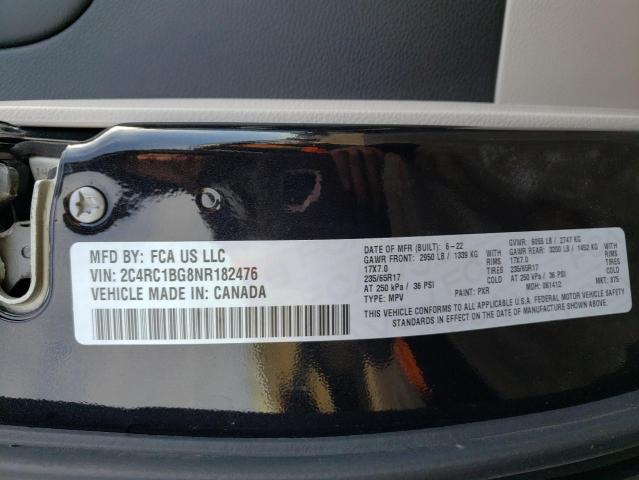 MFD BY: FCA US LLC
VIN: 2C4RC1BG8NR182476
VEHICLE MADE IN: CANADA
DATE OF MFR (BUILT): 6-22 GVWR: 6055 LB / 2747 KG
GAWR FRONT: 2950 LB / 1339 KG WITH GAWR REAR: 3200 LB / 1452 KG WITH
17X7.0 RIMS 17X7.0 RIMS
235/65R17 TIRES 235/65R17 TIRES
AT 250 kPa / 36 PSI COLD AT 250 kPa / 36 PSI COLD
TYPE: MPV PAINT: PXR MDH: 061412 MKT: 875
THIS VEHICLE CONFORMS TO ALL APPLICABLE U.S.A. FEDERAL MOTOR VEHICLE SAFETY
STANDARDS IN EFFECT ON THE DATE OF MANUFACTURE SHOWN ABOVE.